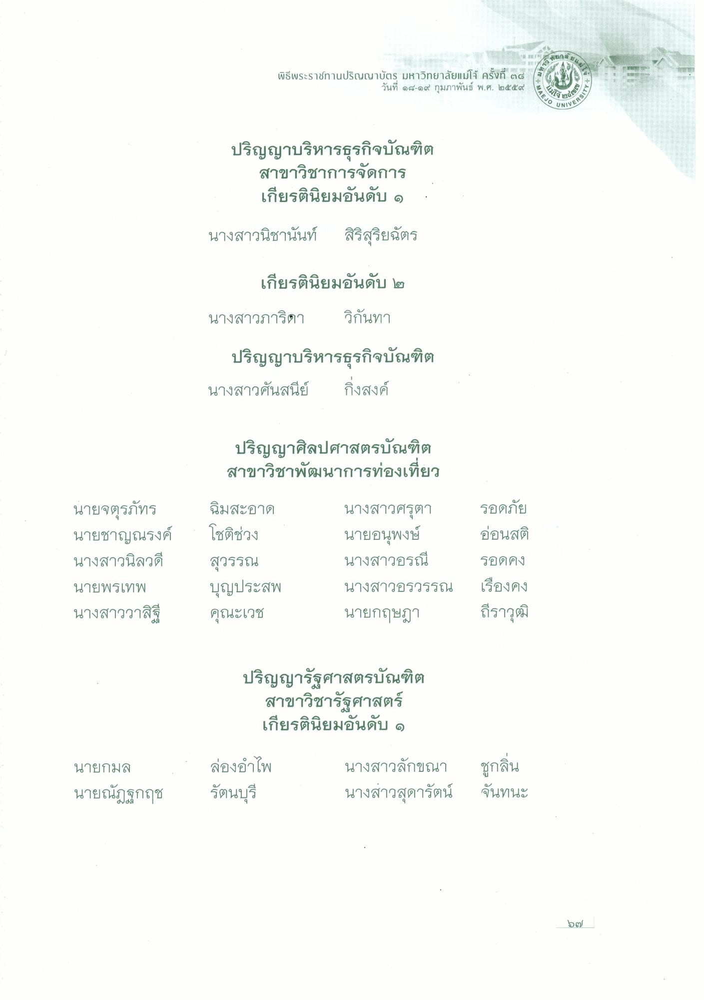 พิธีพระราชทานปริญญาบัตร มหาวิทยาลัยแม่โจ้ ครั้งที่ ๓๘
วันที่ ๑๘-๑๙ กุมภาพันธ์ พ.ศ. ๒๕๕๙
มหาวิทยาลัยแม่โจ้
แม่โจ้ ๒๔๗๗
MAEJO UNIVERSITY
ปริญญาบริหารธุรกิจบัณฑิต
สาขาวิชาการจัดการ
เกียรตินิยมอันดับ ๑
นางสาวนิชานันท์ สิริสุริยฉัตร
เกียรตินิยมอันดับ ๒
นางสาวภาริดา วิกันทา
ปริญญาบริหารธุรกิจบัณฑิต
นางสาวศันสนีย์ กิ่งสงค์
ปริญญาศิลปศาสตรบัณฑิต
สาขาวิชาพัฒนาการท่องเที่ยว
นายจตุรภัทร ฉิมสะอาด นางสาวศรุตา รอดภัย
นายชาญณรงค์ โชติช่วง นายอนุพงษ์ อ่อนสติ
นางสาวนิลวดี สุวรรณ นางสาวอรณี รอดคง
นายพรเทพ บุญประสพ นางสาวอรวรรณ เรืองคง
นางสาววาสิฐี คุณะเวช นายกฤษฎา ถีราวุฒิ
ปริญญารัฐศาสตรบัณฑิต
สาขาวิชารัฐศาสตร์
เกียรตินิยมอันดับ ๑
นายกมล ล่องอำไพ นางสาวลักขณา ชูกลิ่น
นายณัฏฐกฤช รัตนบุรี นางสาวสุดารัตน์ จันทนะ
๖๗